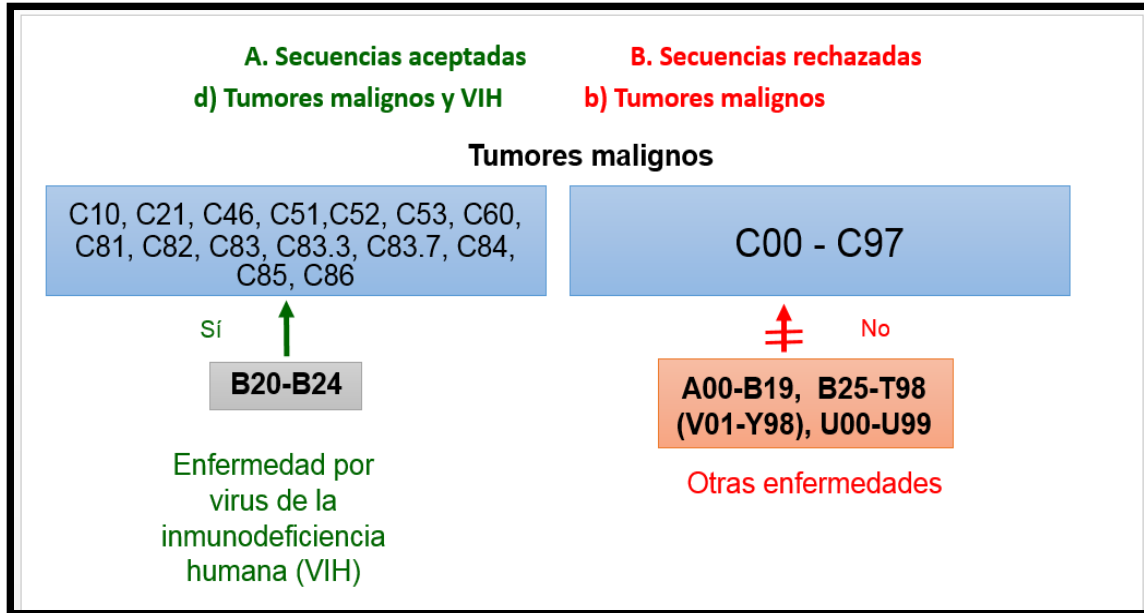 A. Secuencias aceptadas
B. Secuencias rechazadas
d) Tumores malignos y VIH
b) Tumores malignos
Tumores malignos
C10, C21, C46, C51,C52, C53, C60,
C81, C82, C83, C83.3, C83.7, C84,
C85, C86
C00 - C97
Sí
No
B20-B24
A00-B19, B25-T98
(V01-Y98), U00-U99
Enfermedad por
virus de la
inmunodeficiencia
humana (VIH)
Otras enfermedades